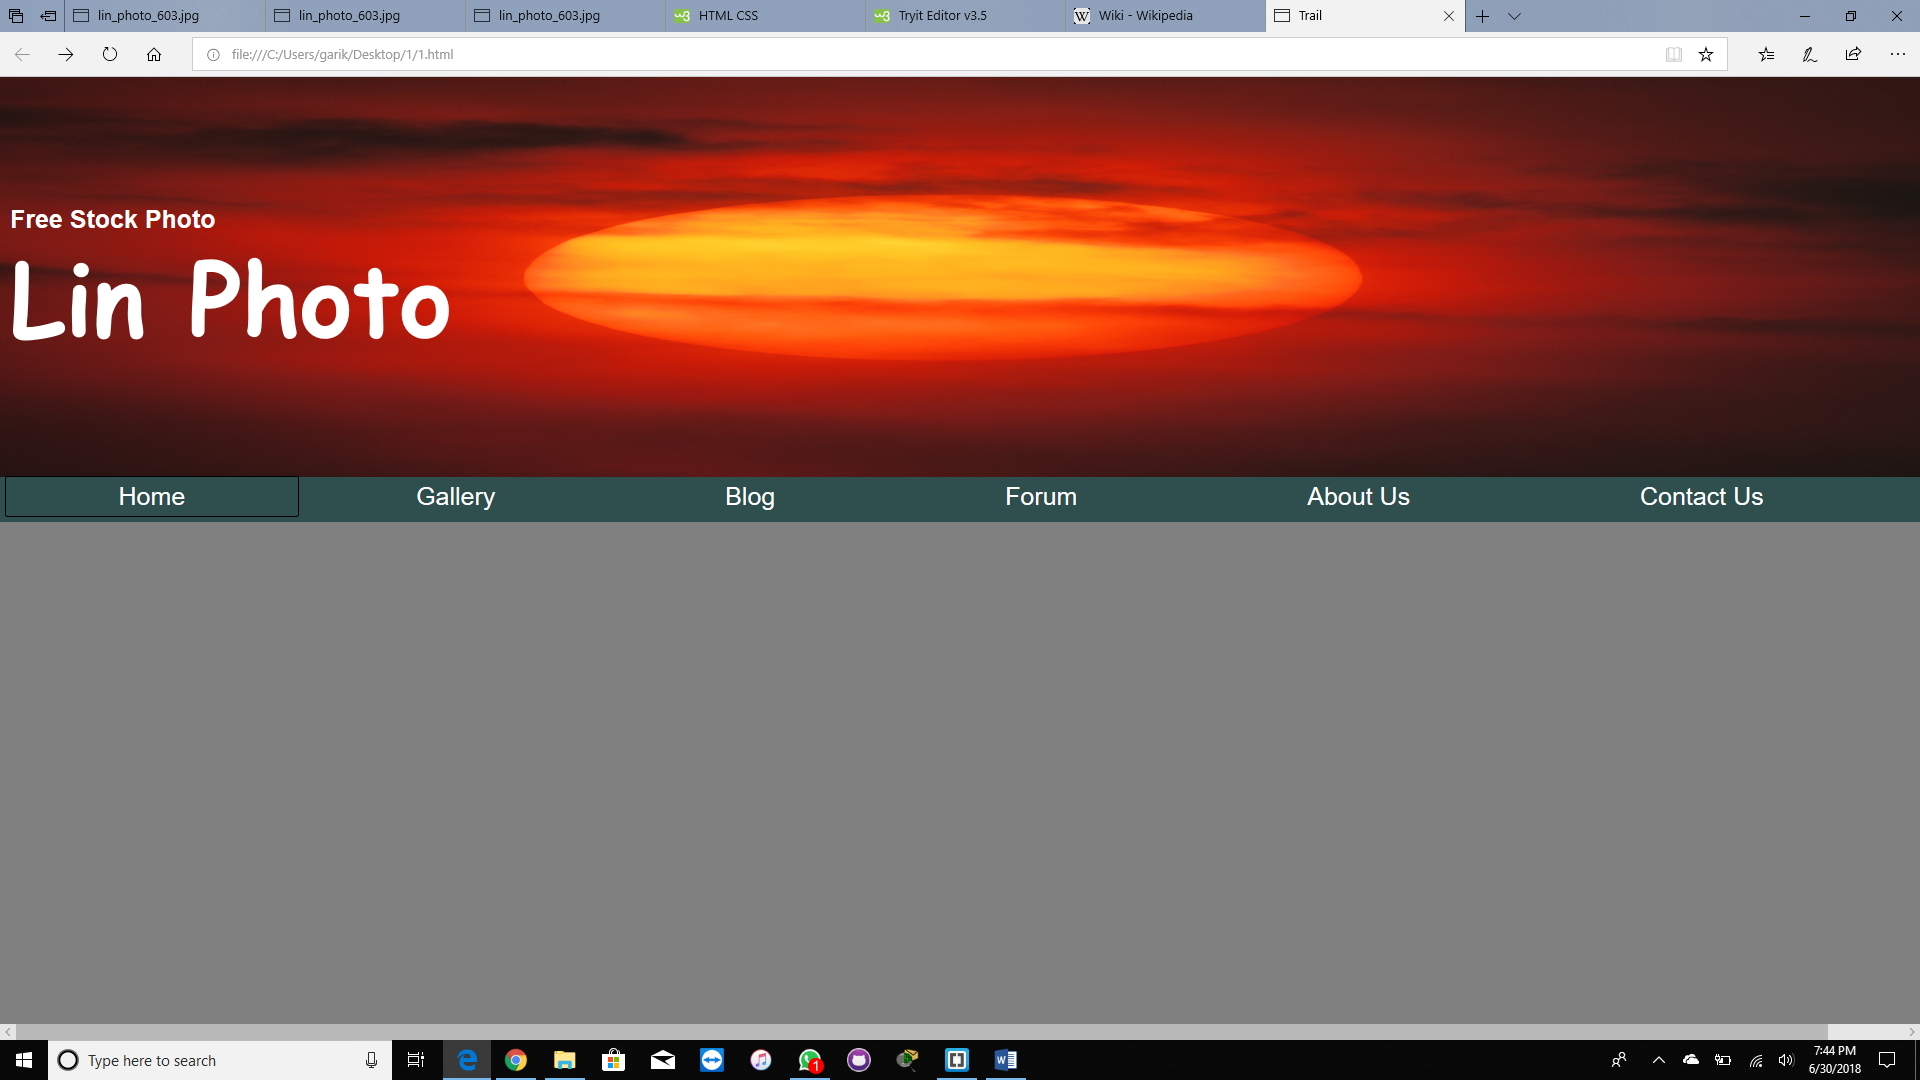 lin_photo_603.jpg
lin_photo_603.jpg
lin_photo_603.jpg
HTML CSS
Tryit Editor v3.5
W Wiki - Wikipedia
Trail
file:///C:/Users/garik/Desktop/1/1.html
Free Stock Photo
Lin Photo
Home
Gallery
Blog
Forum
About Us
Contact Us
Type here to search
1
7:44 PM
6/30/2018